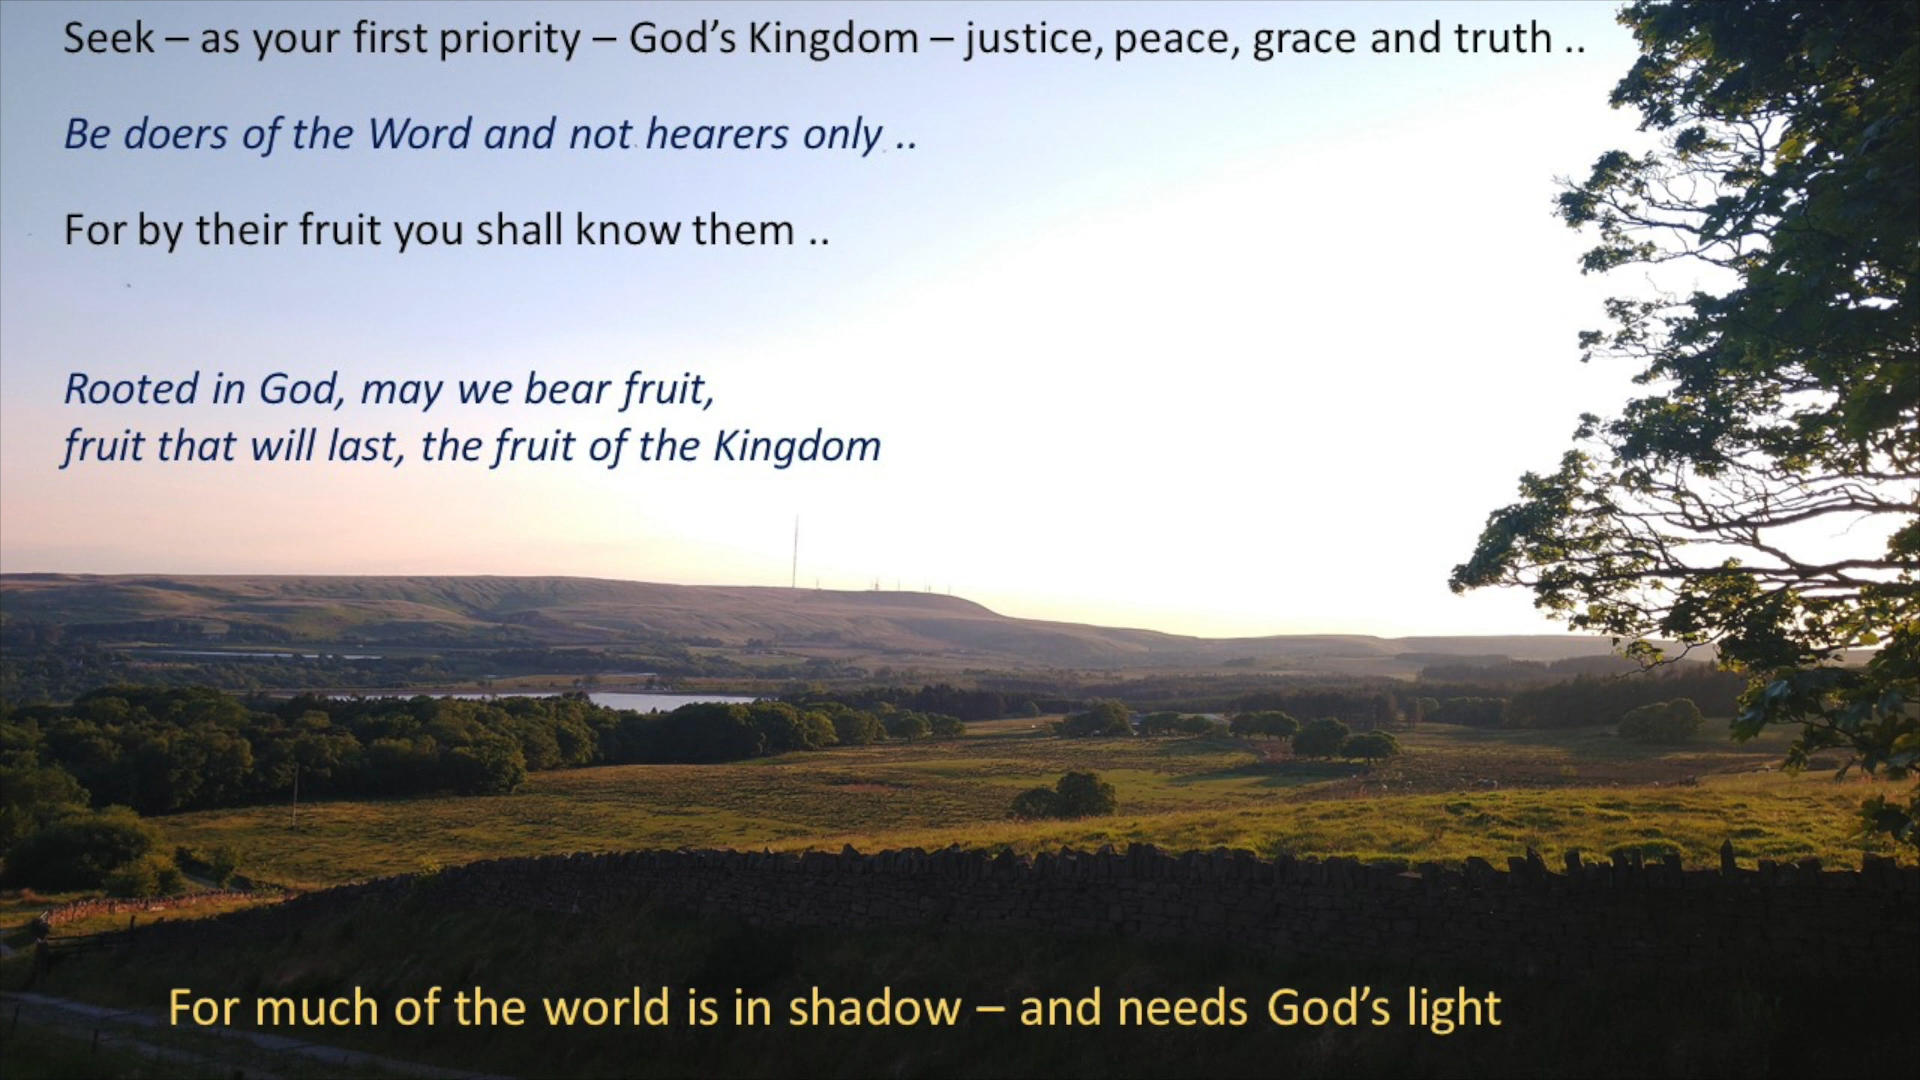 Seek – as your first priority – God’s Kingdom – justice, peace, grace and truth ..
Be doers of the Word and not hearers only ..
For by their fruit you shall know them ..
Rooted in God, may we bear fruit,
fruit that will last, the fruit of the Kingdom
For much of the world is in shadow – and needs God’s light